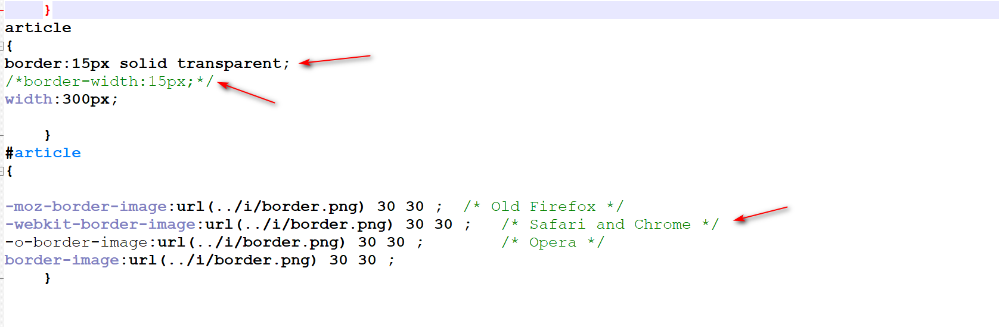 }
article
{
border:15px solid transparent;
/*border-width:15px;*/
width:300px;
}
#article
{
-moz-border-image:url(../i/border.png) 30 30 ;  /* Old Firefox */
-webkit-border-image:url(../i/border.png) 30 30 ;   /* Safari and Chrome */
-o-border-image:url(../i/border.png) 30 30 ;        /* Opera */
border-image:url(../i/border.png) 30 30 ;
}